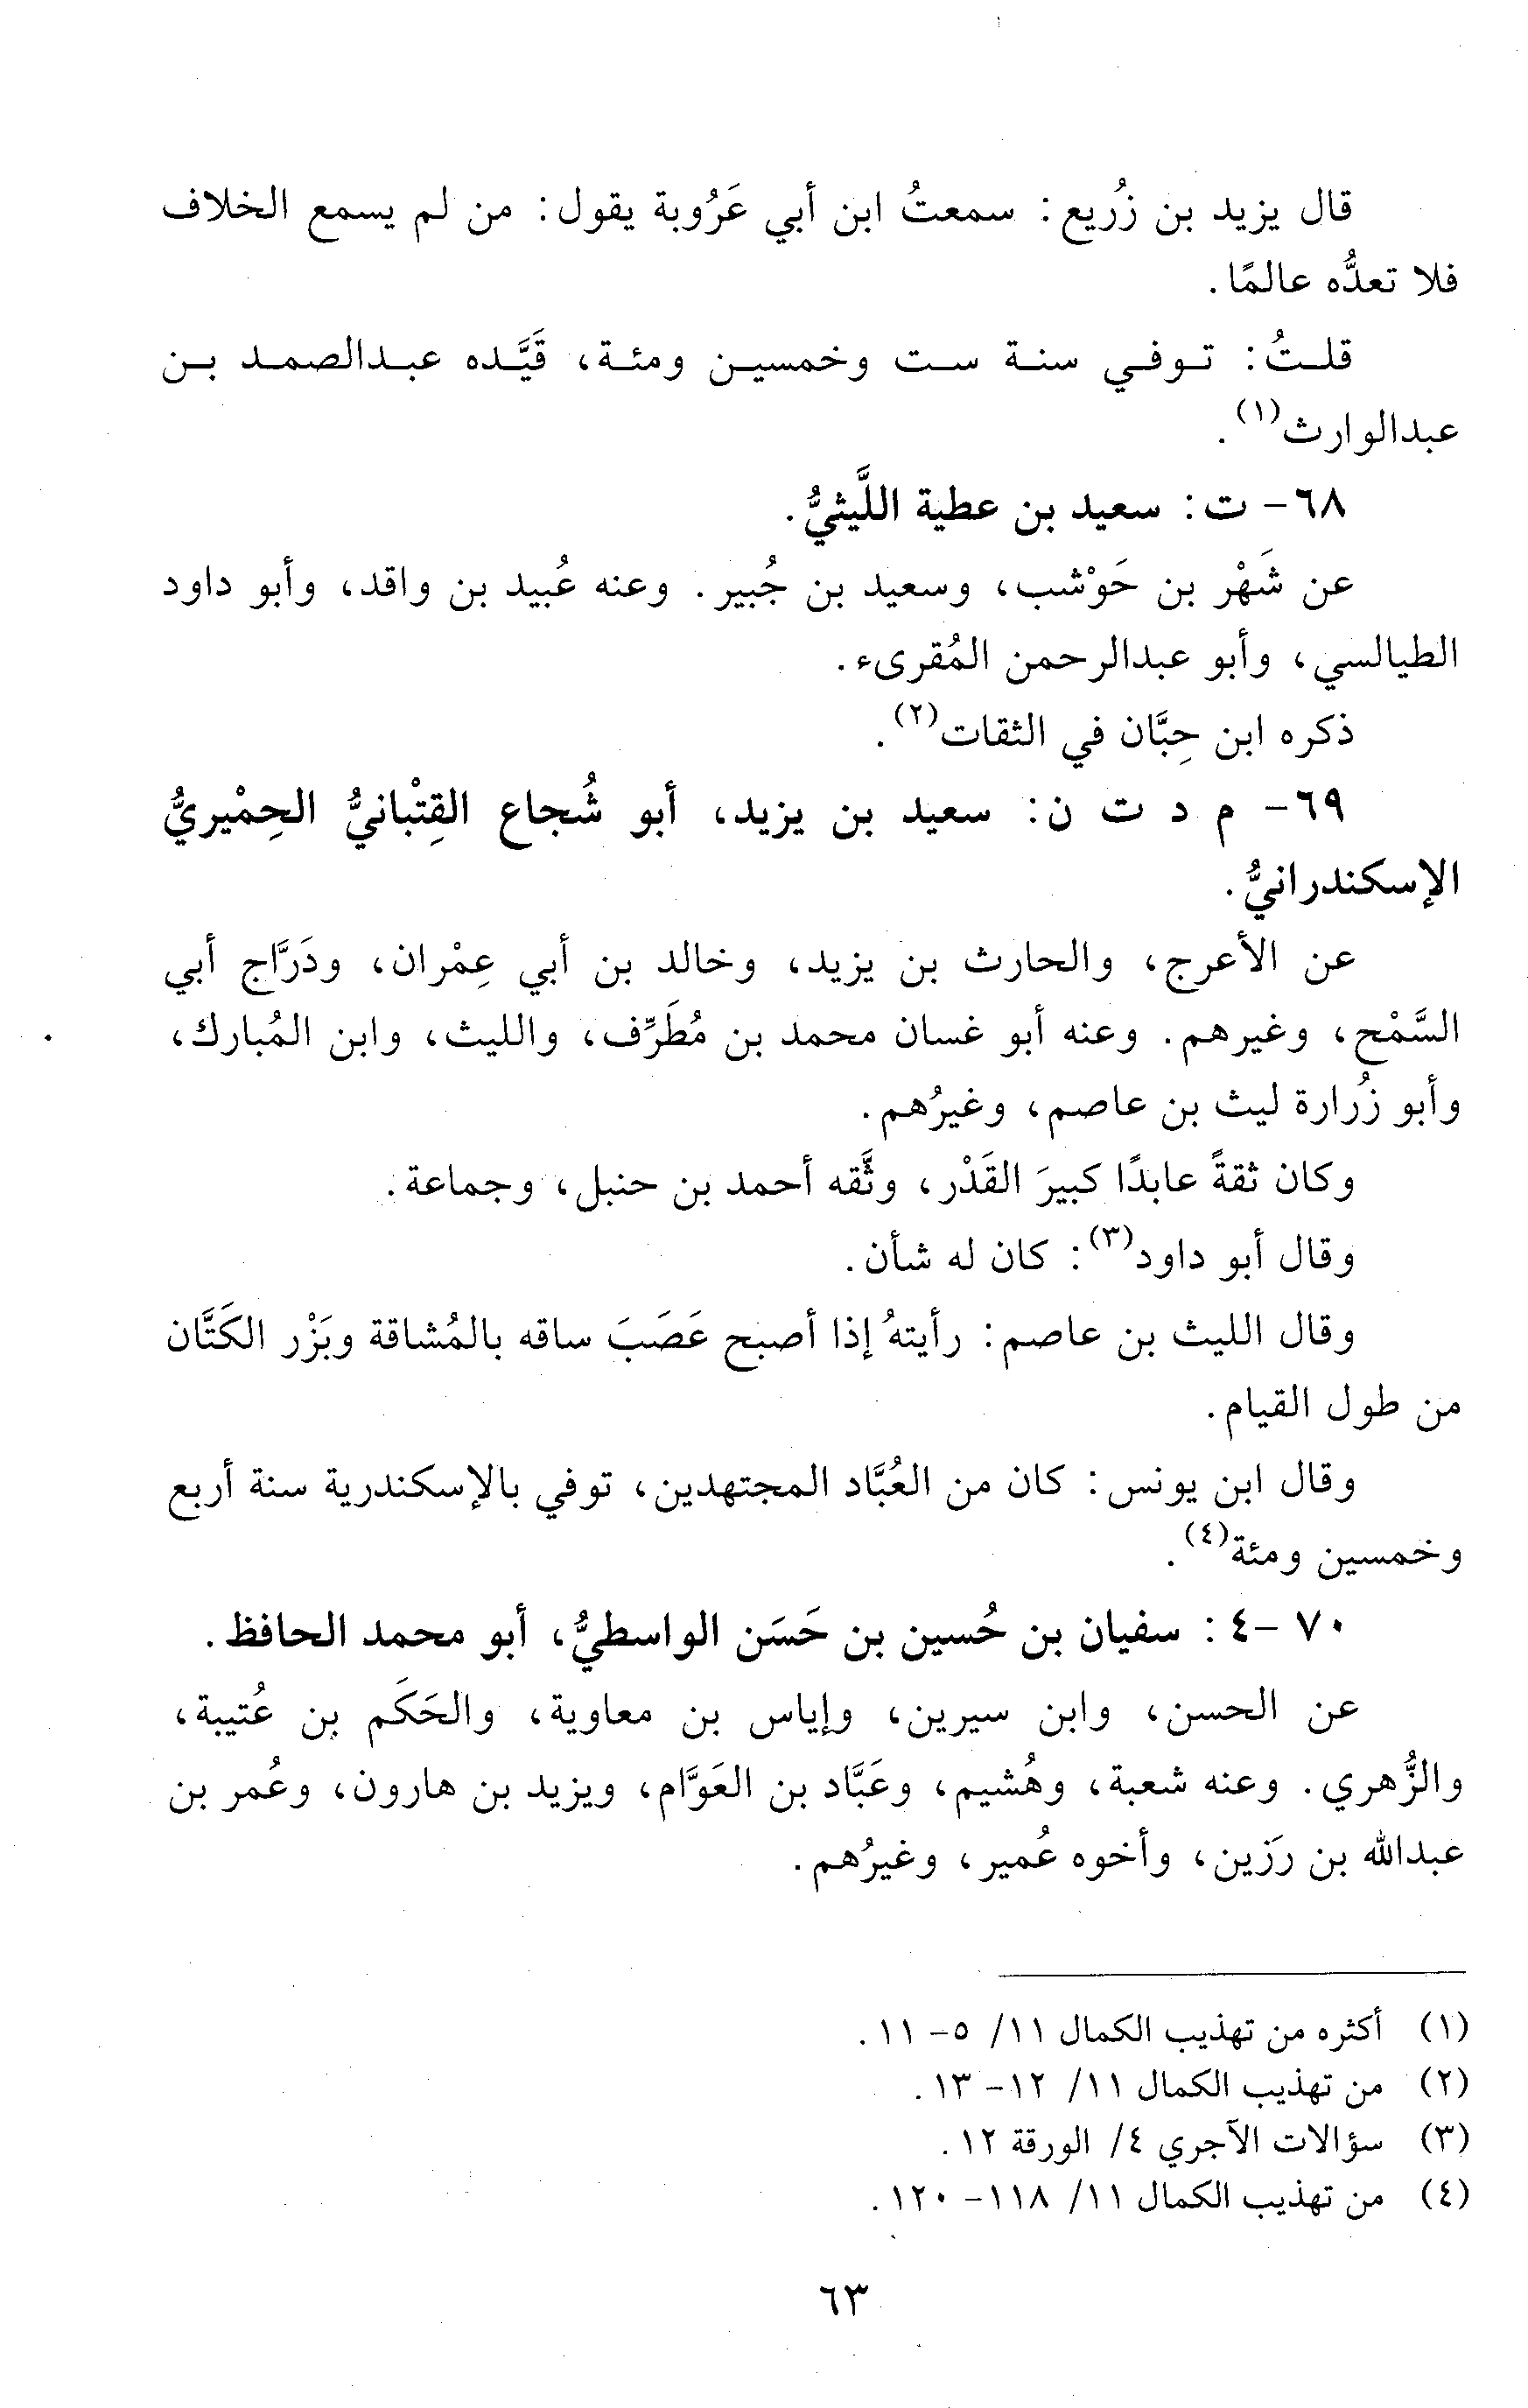 قال يزيد بن زُريع: سمعتُ ابن أبي عَرُوبة يقول: من لم يسمع الخلاف
فلا تعدُّه عالمًا.
قلتُ: توفي سنة ست وخمسين ومئة، قَيَّده عبدالصمد بن
عبدالوارث(١).
٦٨- ت: سعيد بن عطية اللَّيثيُّ.
عن شَهْر بن حَوْشب، وسعيد بن جُبير. وعنه عُبيد بن واقد، وأبو داود
الطيالسي، وأبو عبدالرحمن المُقرىء.
ذكره ابن حِبَّان في الثقات(٢).
٦٩- م د ت ن: سعيد بن يزيد، أبو شُجاع القِتْبانيُّ الحِمْيريُّ
الإسكندرانيُّ.
عن الأعرج، والحارث بن يزيد، وخالد بن أبي عِمْران، ودَرَّاج أبي
السَّمْح، وغيرهم. وعنه أبو غسان محمد بن مُطَرِّف، والليث، وابن المُبارك،
وأبو زُرارة ليث بن عاصم، وغيرُهم.
وكان ثقةً عابدًا كبيرَ القَدْر، وثَّقه أحمد بن حنبل، وجماعة.
وقال أبو داود(٣): كان له شأن.
وقال الليث بن عاصم: رأيتهُ إذا أصبح عَصَبَ ساقه بالمُشاقة وبَزْر الكَتَّان
من طول القيام.
وقال ابن يونس: كان من العُبَّاد المجتهدين، توفي بالإسكندرية سنة أربع
وخمسين ومئة(٤).
٧٠ -٤: سفيان بن حُسين بن حَسَن الواسطيُّ، أبو محمد الحافظ.
عن الحسن، وابن سيرين، وإياس بن معاوية، والحَكَم بن عُتيبة،
والزُّهري. وعنه شعبة، وهُشيم، وعَبَّاد بن العَوَّام، ويزيد بن هارون، وعُمر بن
عبدالله بن رَزين، وأخوه عُمير، وغيرُهم.
(١) أكثره من تهذيب الكمال ١١/ ٥- ١١.
(٢) من تهذيب الكمال ١١/ ١٢- ١٣.
(٣) سؤالات الآجري ٤/ الورقة ١٢.
(٤) من تهذيب الكمال ١١/ ١١٨- ١٢٠.
٦٣